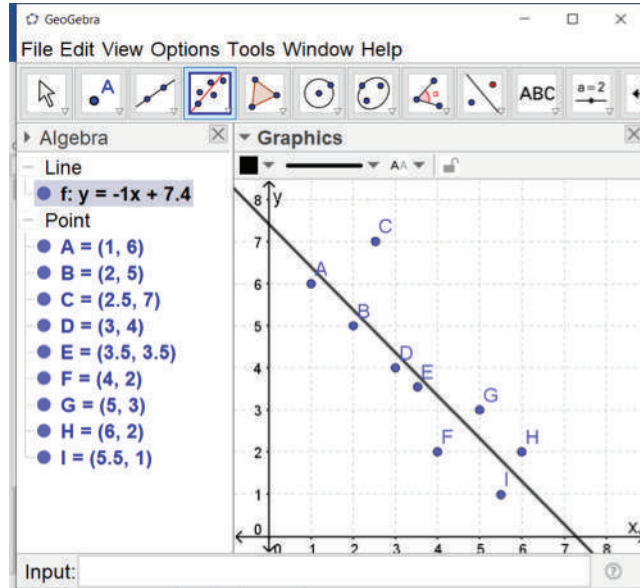 GeoGebra
File Edit View Options Tools Window Help
A
ABC
a=2
Algebra
Graphics
Line
f: y = -1x + 7.4
Point
A = (1, 6)
B = (2, 5)
C = (2.5, 7)
D = (3, 4)
E = (3.5, 3.5)
F = (4, 2)
G = (5, 3)
H = (6, 2)
I = (5.5, 1)
AA
8 y
7 C
6 A
5 B
4 D
E
3 G
2 F H
1 I
0 x
0 1 2 3 4 5 6 7 8
Input: